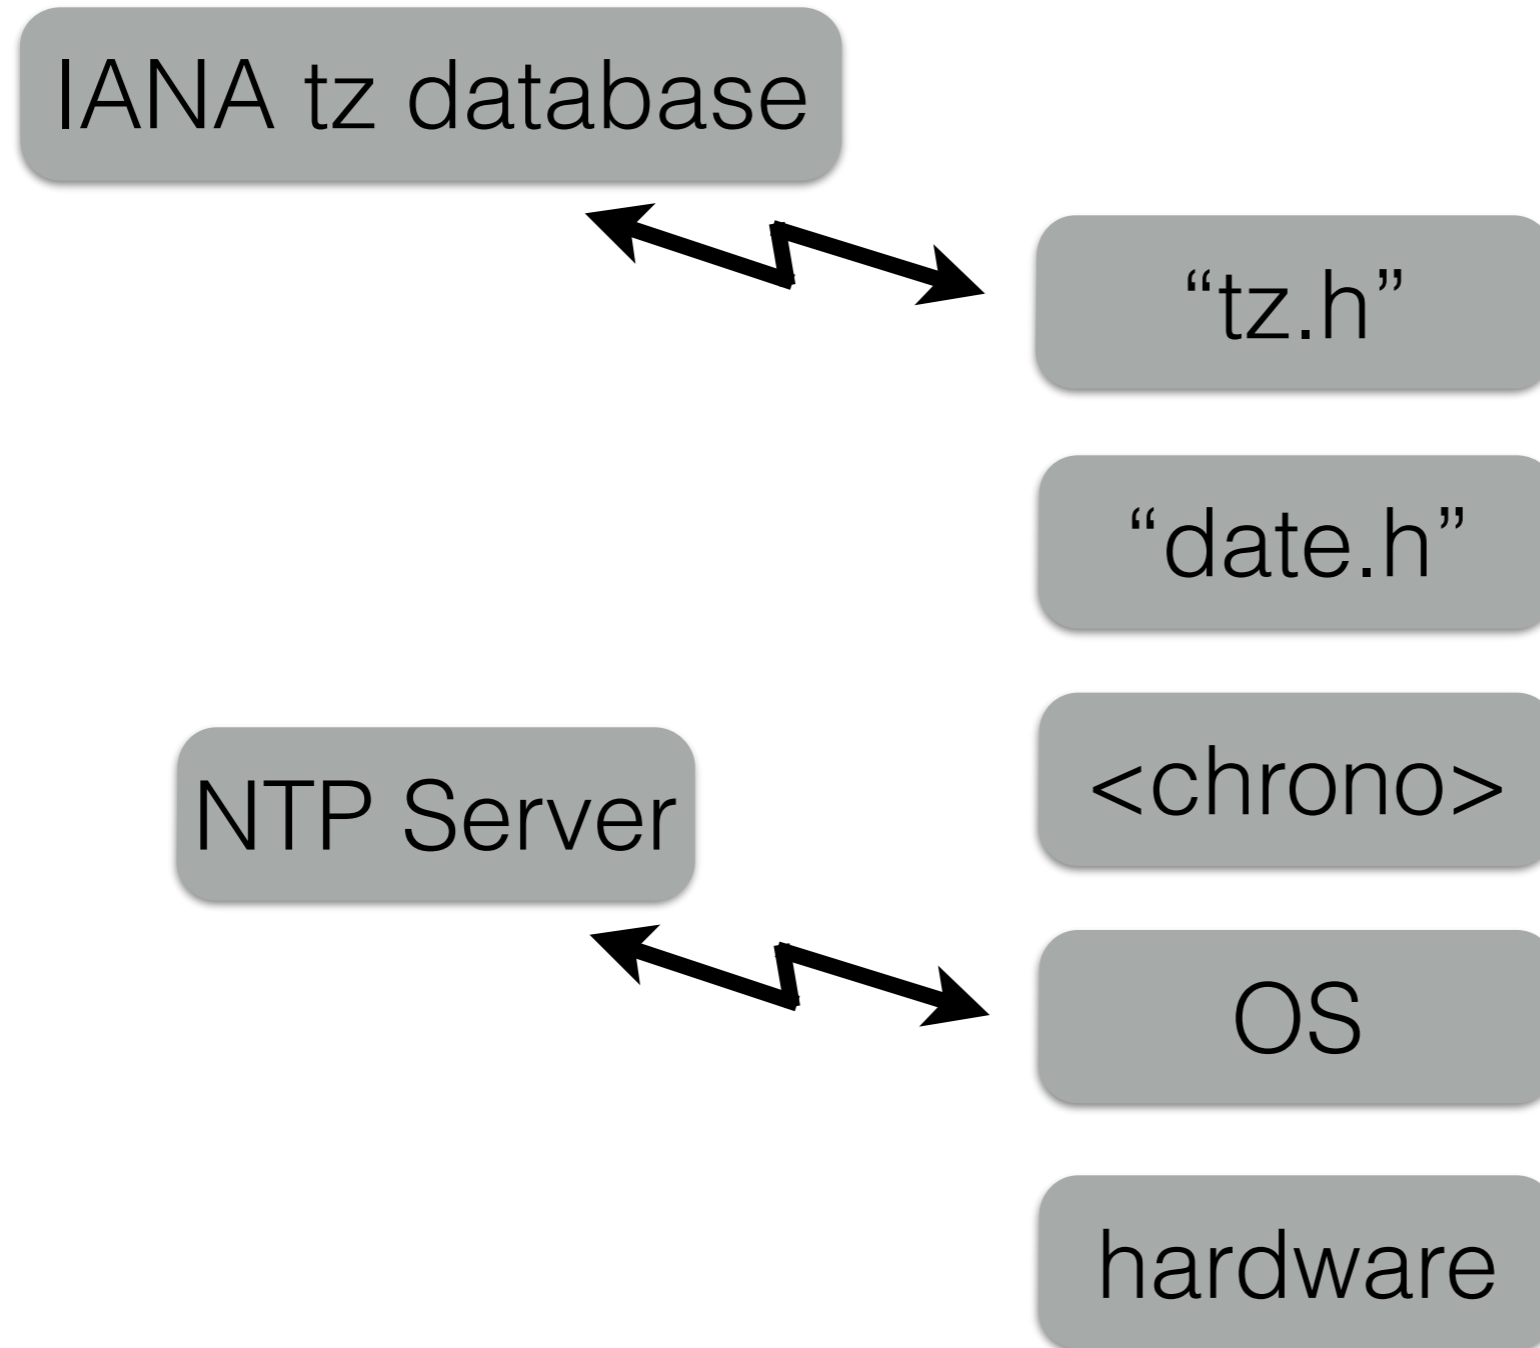 IANA tz database
“tz.h”
“date.h”
<chrono>
NTP Server
OS
hardware